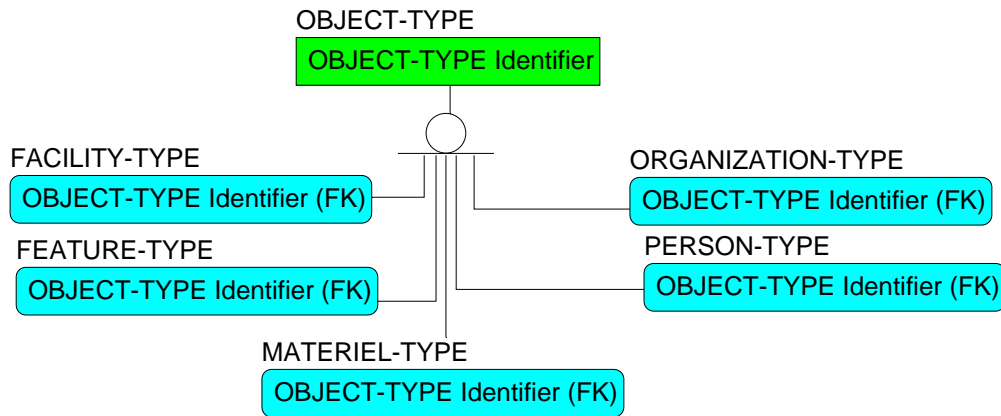 OBJECT-TYPE
OBJECT-TYPE Identifier
FACILITY-TYPE
OBJECT-TYPE Identifier (FK)
FEATURE-TYPE
OBJECT-TYPE Identifier (FK)
MATERIEL-TYPE
OBJECT-TYPE Identifier (FK)
ORGANIZATION-TYPE
OBJECT-TYPE Identifier (FK)
PERSON-TYPE
OBJECT-TYPE Identifier (FK)